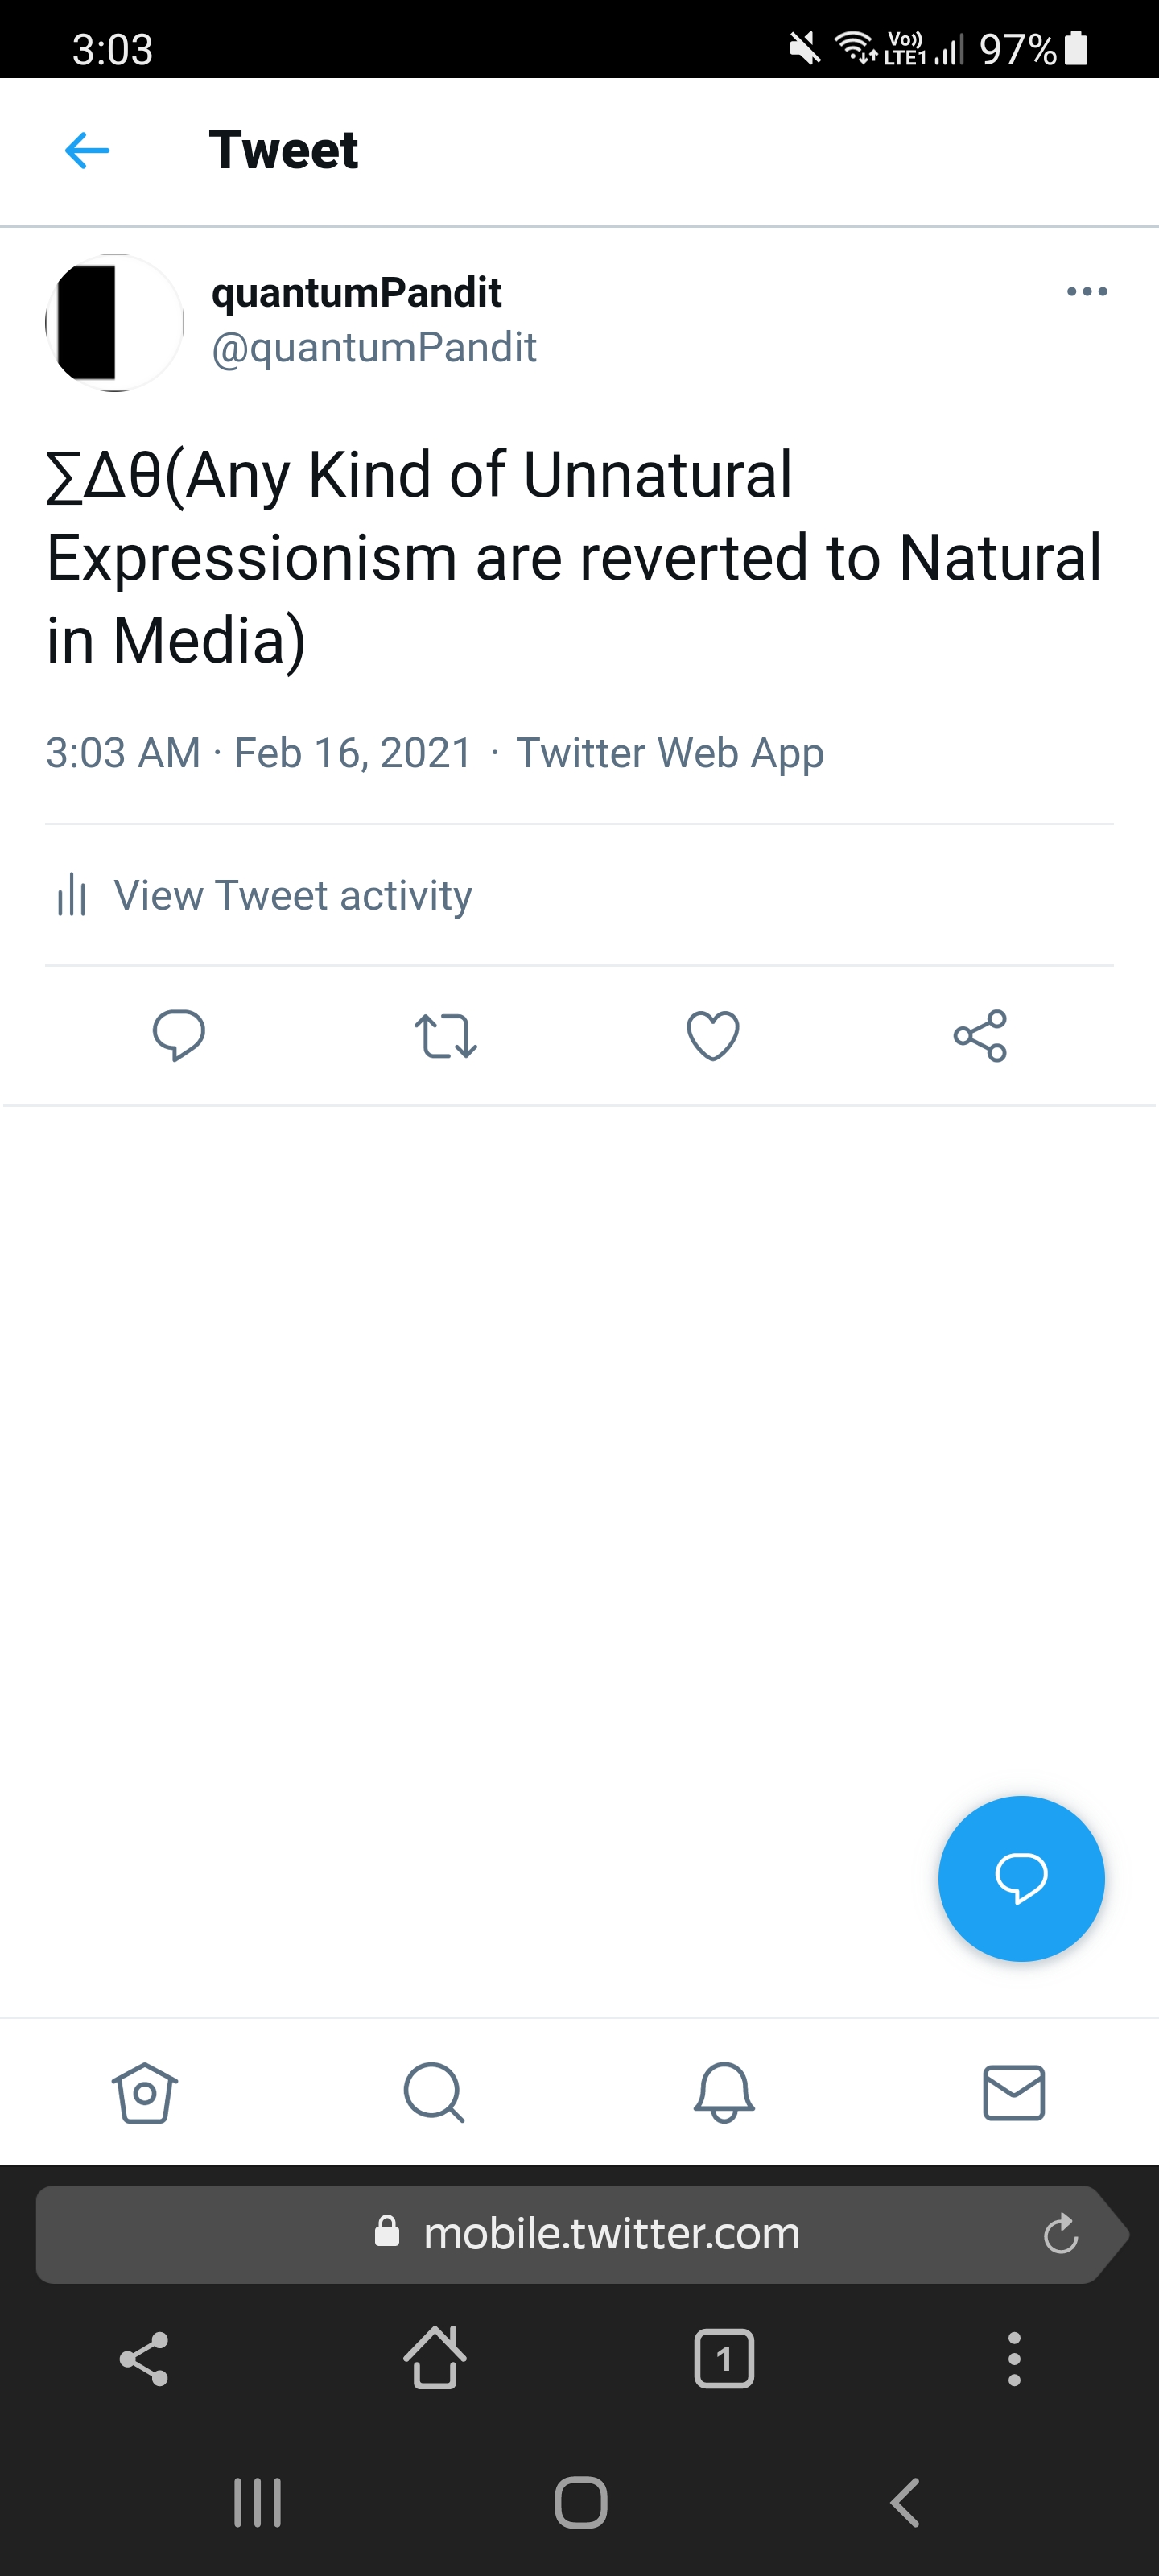 3:03 Vo)) LTE1 97%
Tweet
quantumPandit
@quantumPandit
∑Δθ(Any Kind of Unnatural
Expressionism are reverted to Natural
in Media)
3:03 AM · Feb 16, 2021 · Twitter Web App
View Tweet activity
mobile.twitter.com
1